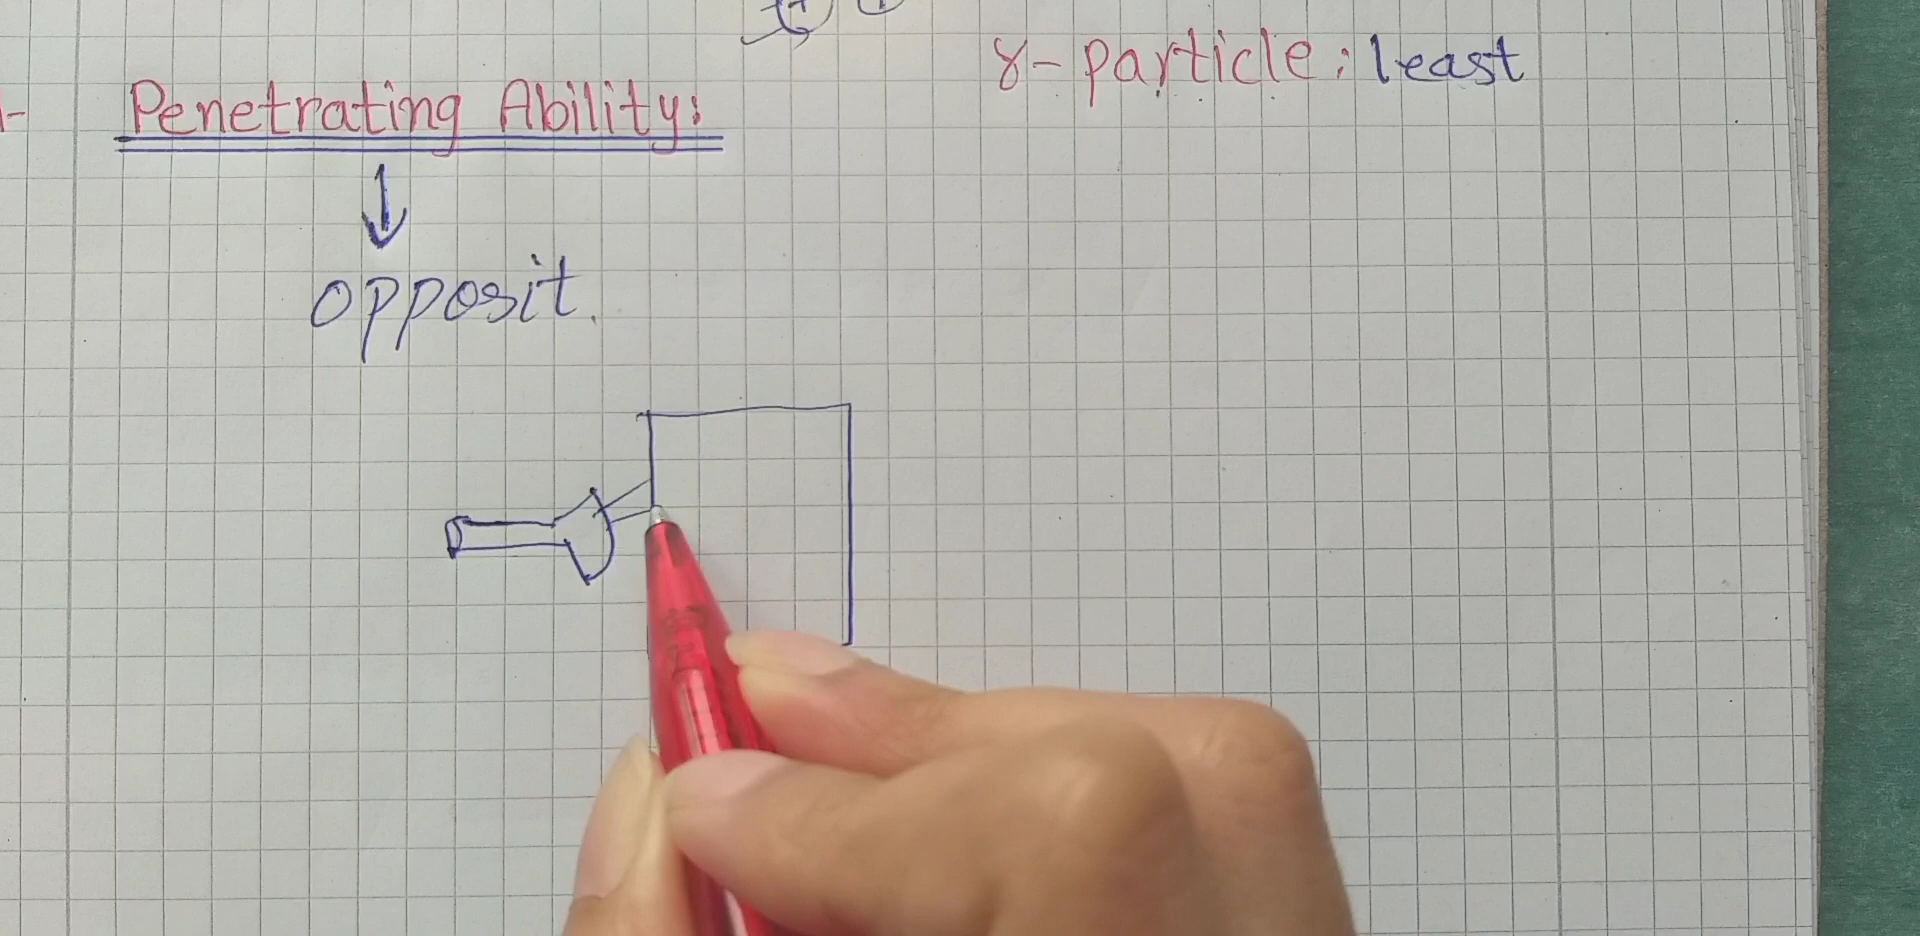 γ- particle: least
Penetrating Ability:
opposit.